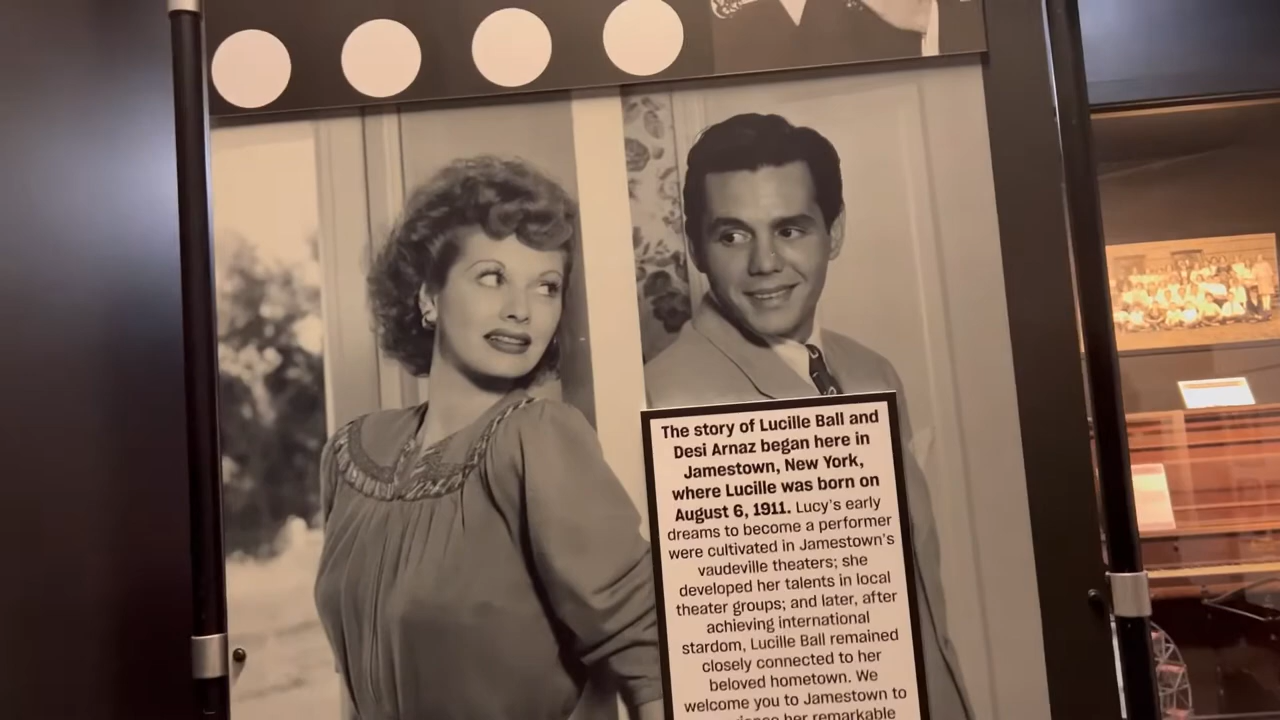 The story of Lucille Ball and
Desi Arnaz began here in
Jamestown, New York,
where Lucille was born on
August 6, 1911. Lucy's early
dreams to become a performer
were cultivated in Jamestown's
vaudeville theaters; she
developed her talents in local
theater groups; and later, after
achieving international
stardom, Lucille Ball remained
closely connected to her
beloved hometown. We
welcome you to Jamestown to
her remarkable